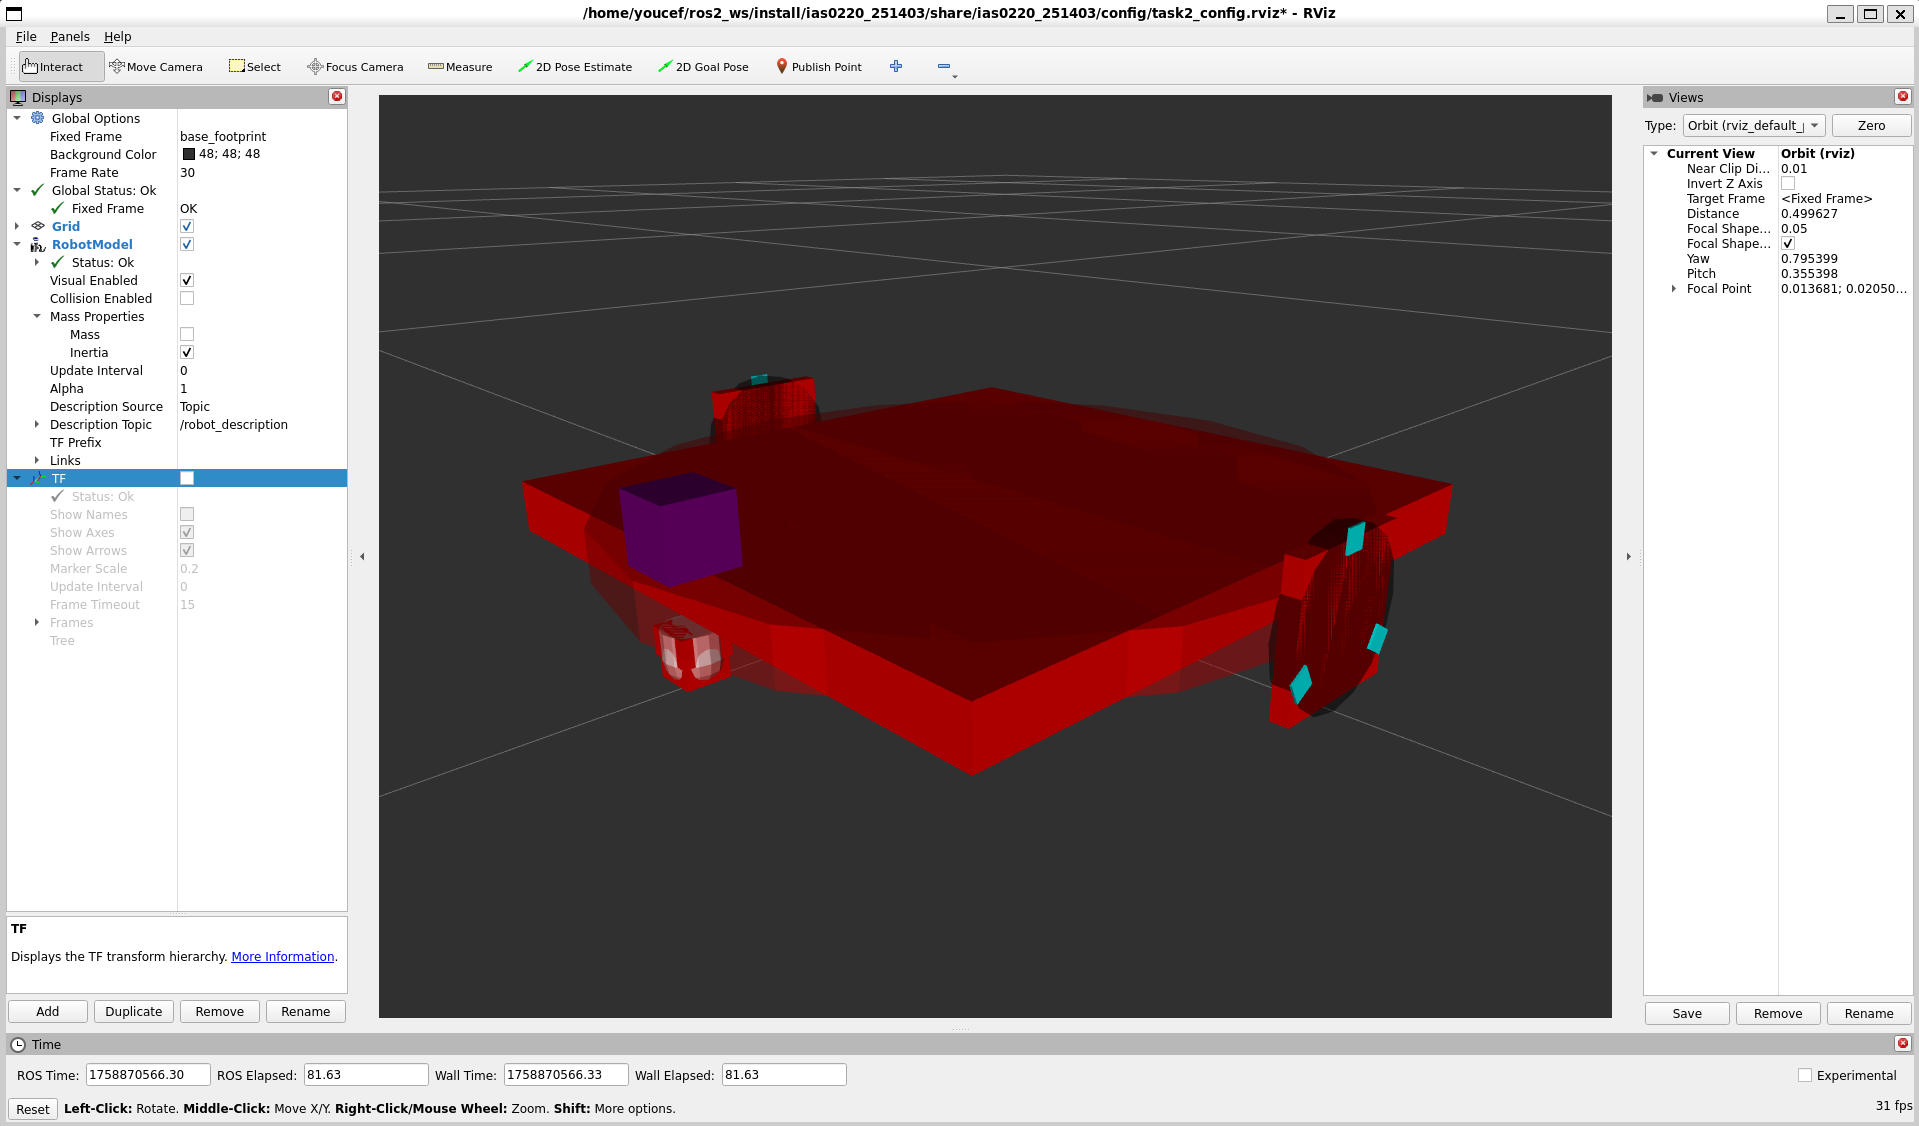 /home/youcef/ros2_ws/install/ias0220_251403/share/ias0220_251403/config/task2_config.rviz* - RViz
File Panels Help
Interact Move Camera Select Focus Camera Measure 2D Pose Estimate 2D Goal Pose Publish Point
Displays
Global Options
Fixed Frame base_footprint
Background Color 48; 48; 48
Frame Rate 30
Global Status: Ok
Fixed Frame OK
Grid
RobotModel
Status: Ok
Visual Enabled
Collision Enabled
Mass Properties
Mass
Inertia
Update Interval 0
Alpha 1
Description Source Topic
Description Topic /robot_description
TF Prefix
Links
TF
Status: Ok
Show Names
Show Axes
Show Arrows
Marker Scale 0.2
Update Interval 0
Frame Timeout 15
Frames
Tree
TF
Displays the TF transform hierarchy. More Information.
Add Duplicate Remove Rename
Views
Type: Orbit (rviz_default_ Zero
Current View Orbit (rviz)
Near Clip Di... 0.01
Invert Z Axis
Target Frame <Fixed Frame>
Distance 0.499627
Focal Shape... 0.05
Focal Shape...
Yaw 0.795399
Pitch 0.355398
Focal Point 0.013681; 0.02050...
Save Remove Rename
Time
ROS Time: 1758870566.30 ROS Elapsed: 81.63 Wall Time: 1758870566.33 Wall Elapsed: 81.63 Experimental
Reset Left-Click: Rotate. Middle-Click: Move X/Y. Right-Click/Mouse Wheel: Zoom. Shift: More options. 31 fps